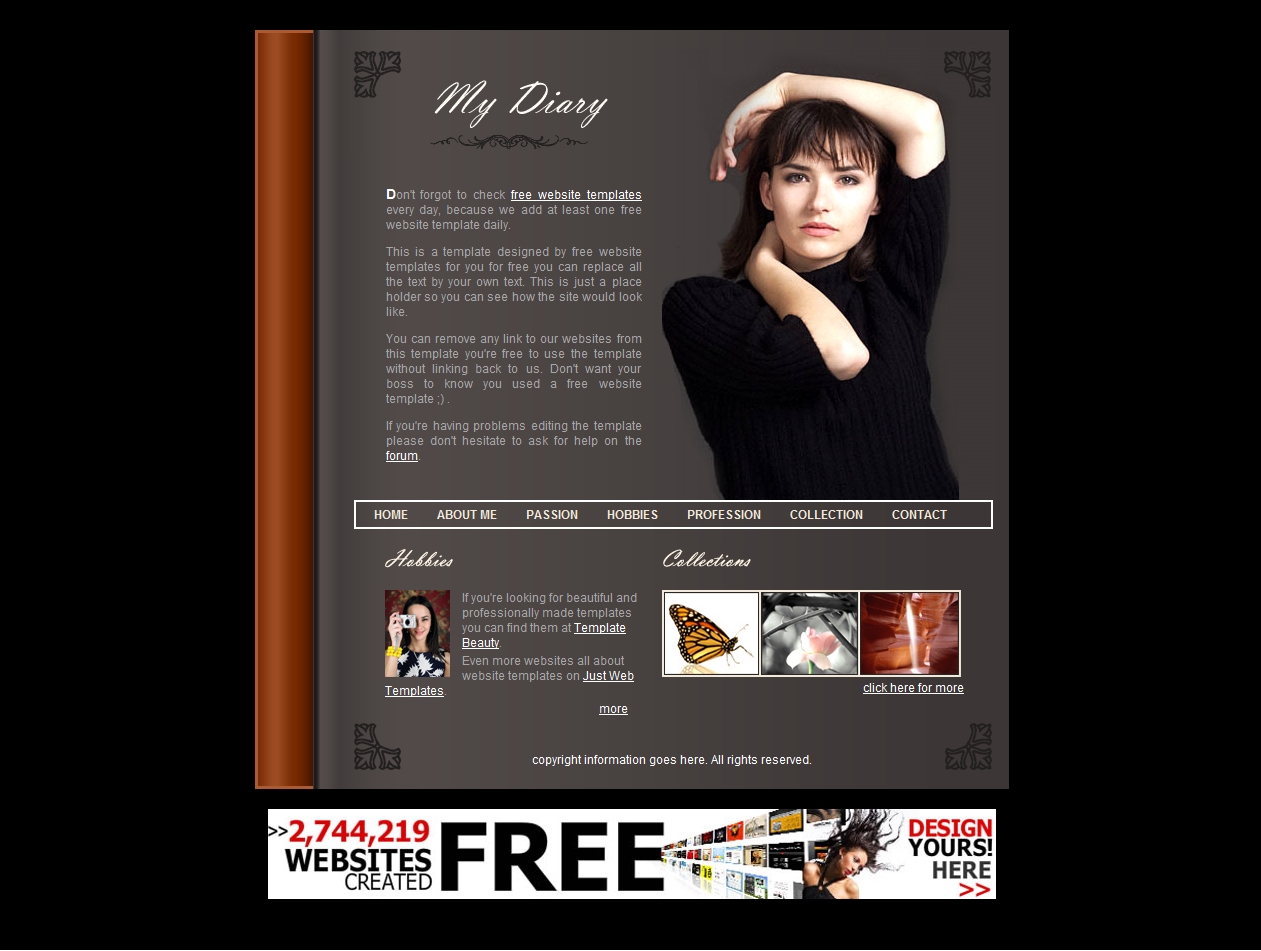 My Diary
Don't forgot to check free website templates
every day, because we add at least one free
website template daily.
This is a template designed by free website
templates for you for free you can replace all
the text by your own text. This is just a place
holder so you can see how the site would look
like.
You can remove any link to our websites from
this template you're free to use the template
without linking back to us. Don't want your
boss to know you used a free website
template ;) .
If you're having problems editing the template
please don't hesitate to ask for help on the
forum.
HOME ABOUT ME PASSION HOBBIES PROFESSION COLLECTION CONTACT
Hobbies
If you're looking for beautiful and
professionally made templates
you can find them at Template
Beauty.
Even more websites all about
website templates on Just Web
Templates.
more
Collections
click here for more
copyright information goes here. All rights reserved.
>>2,744,219
WEBSITES
CREATED
FREE
DESIGN
YOURS!
HERE
>>